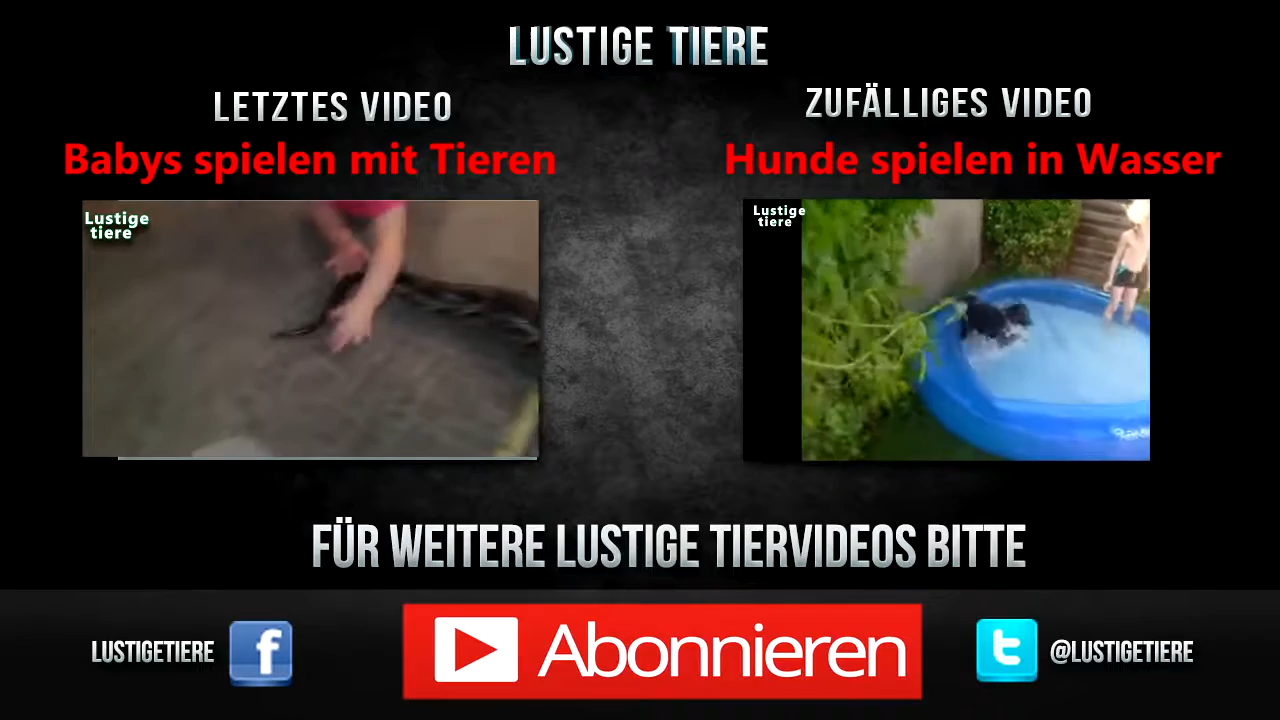 LUSTIGE TIERE
LETZTES VIDEO
Babys spielen mit Tieren
Lustige
tiere
ZUFÄLLIGES VIDEO
Hunde spielen in Wasser
Lustige
tiere
FÜR WEITERE LUSTIGE TIERVIDEOS BITTE
LUSTIGETIERE
f
Abonnieren
t
@LUSTIGETIERE